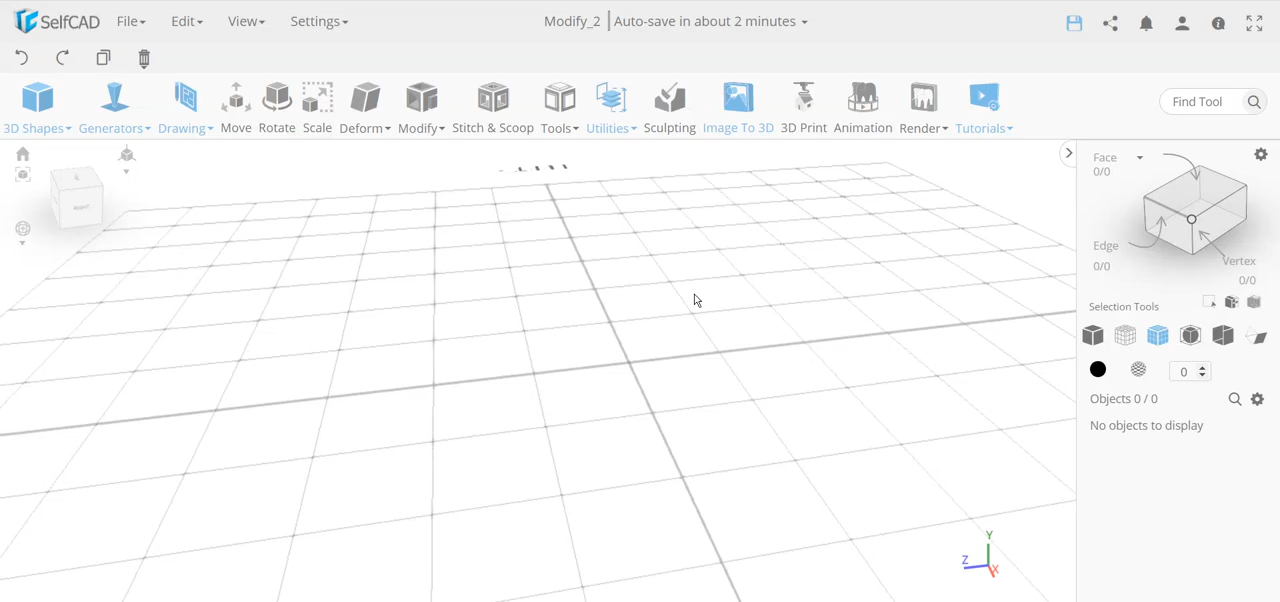 SelfCAD File Edit View Settings Modify_2 Auto-save in about 2 minutes
3D Shapes Generators Drawing Move Rotate Scale Deform Modify Stitch & Scoop Tools Utilities Sculpting Image To 3D 3D Print Animation Render Tutorials
Find Tool
Face
0/0
Edge
0/0
Vertex
0/0
Selection Tools
0
Objects 0 / 0
No objects to display
Y
Z
X